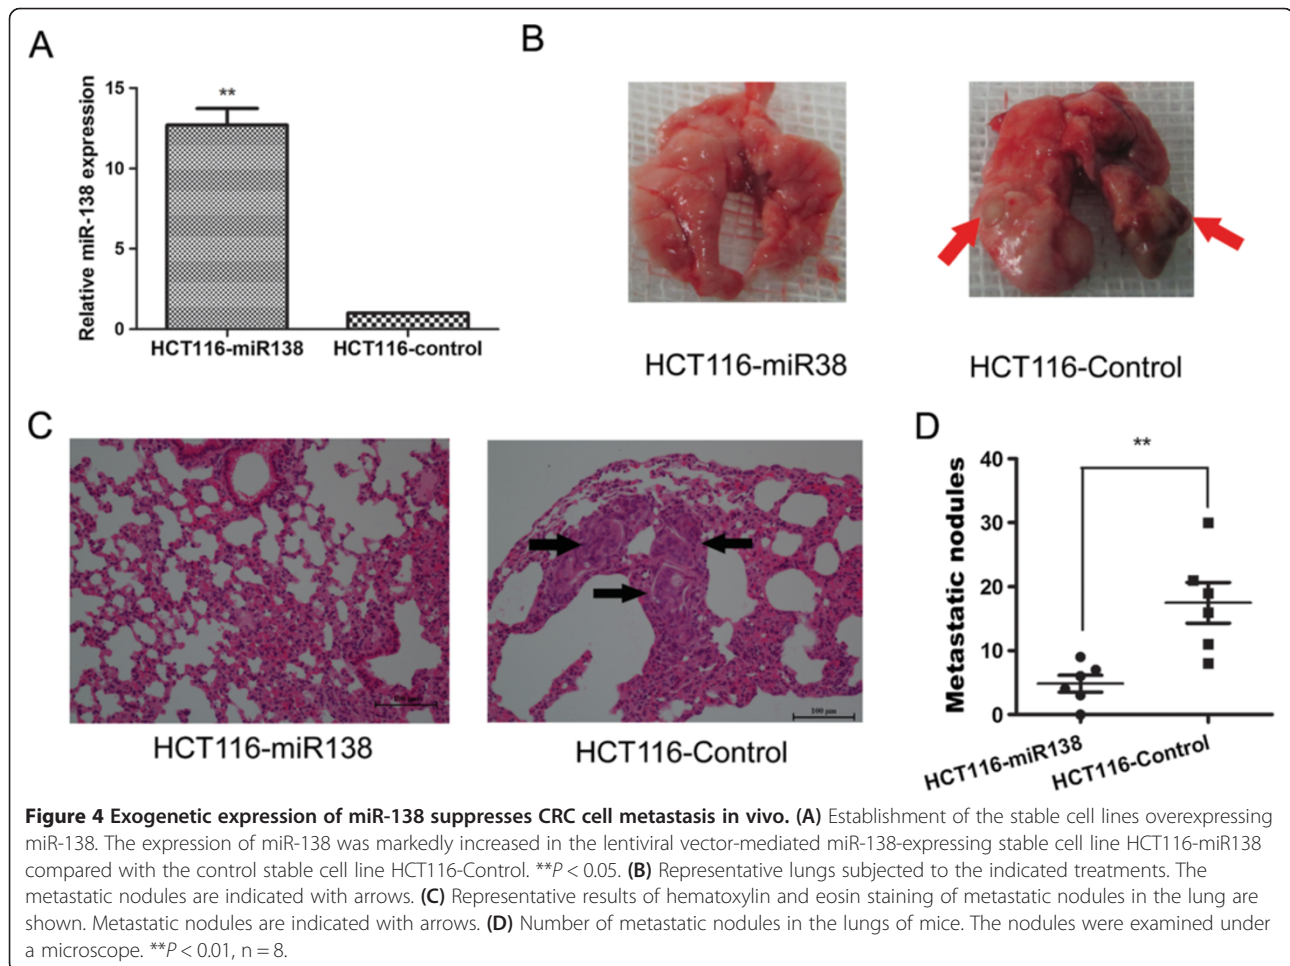 A
Relative miR-138 expression
15
10
5
0
**
HCT116-miR138
HCT116-control
B
HCT116-miR38
HCT116-Control
C
100 µm
HCT116-miR138
HCT116-Control
D
Metastatic nodules
40
30
20
10
0
**
HCT116-miR138
HCT116-Control
Figure 4 Exogenetic expression of miR-138 suppresses CRC cell metastasis in vivo. (A) Establishment of the stable cell lines overexpressing
miR-138. The expression of miR-138 was markedly increased in the lentiviral vector-mediated miR-138-expressing stable cell line HCT116-miR138
compared with the control stable cell line HCT116-Control. **P < 0.05. (B) Representative lungs subjected to the indicated treatments. The
metastatic nodules are indicated with arrows. (C) Representative results of hematoxylin and eosin staining of metastatic nodules in the lung are
shown. Metastatic nodules are indicated with arrows. (D) Number of metastatic nodules in the lungs of mice. The nodules were examined under
a microscope. **P < 0.01, n = 8.